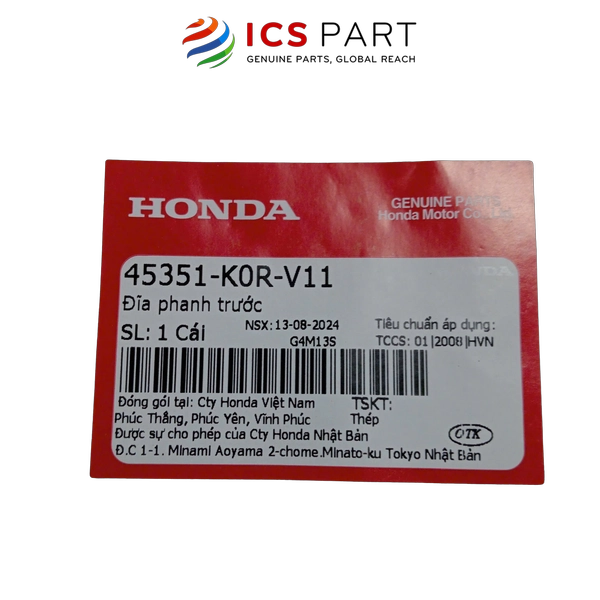 ICS PART
GENUINE PARTS, GLOBAL REACH
HONDA
GENUINE PARTS
Honda Motor Co., Ltd.
HONDA
45351-K0R-V11
Đĩa phanh trước
SL: 1 Cái
NSX: 13-08-2024
G4M13S
Tiêu chuẩn áp dụng:
TCCS: 01|2008|HVN
Đóng gói tại: Cty Honda Việt Nam
TSKT:
Phúc Thắng, Phúc Yên, Vĩnh Phúc
Thép
Được sự cho phép của Cty Honda Nhật Bản
OTK
Đ.C 1-1. Minami Aoyama 2-chome.Minato-ku Tokyo Nhật Bản